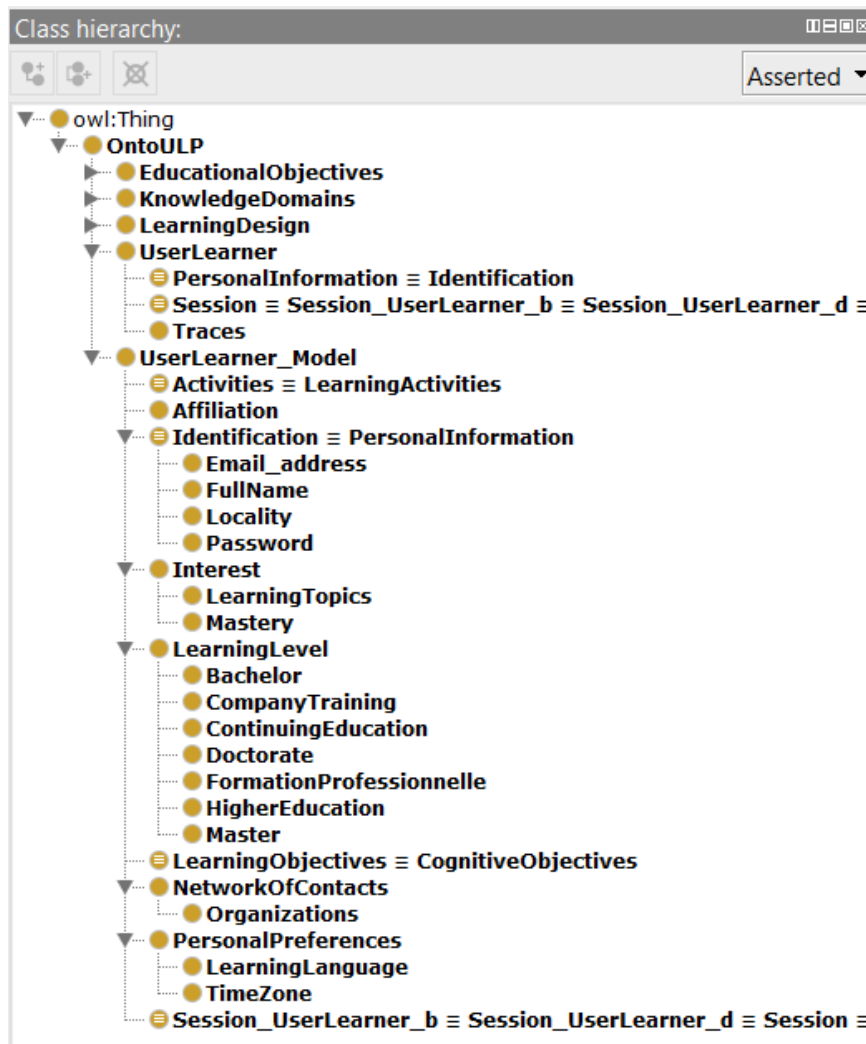 Class hierarchy:
Asserted
owl:Thing
OntoULP
EducationalObjectives
KnowledgeDomains
LearningDesign
UserLearner
PersonalInformation ≡ Identification
Session ≡ Session_UserLearner_b ≡ Session_UserLearner_d ≡
Traces
UserLearner_Model
Activities ≡ LearningActivities
Affiliation
Identification ≡ PersonalInformation
Email_address
FullName
Locality
Password
Interest
LearningTopics
Mastery
LearningLevel
Bachelor
CompanyTraining
ContinuingEducation
Doctorate
FormationProfessionnelle
HigherEducation
Master
LearningObjectives ≡ CognitiveObjectives
NetworkOfContacts
Organizations
PersonalPreferences
LearningLanguage
TimeZone
Session_UserLearner_b ≡ Session_UserLearner_d ≡ Session ≡